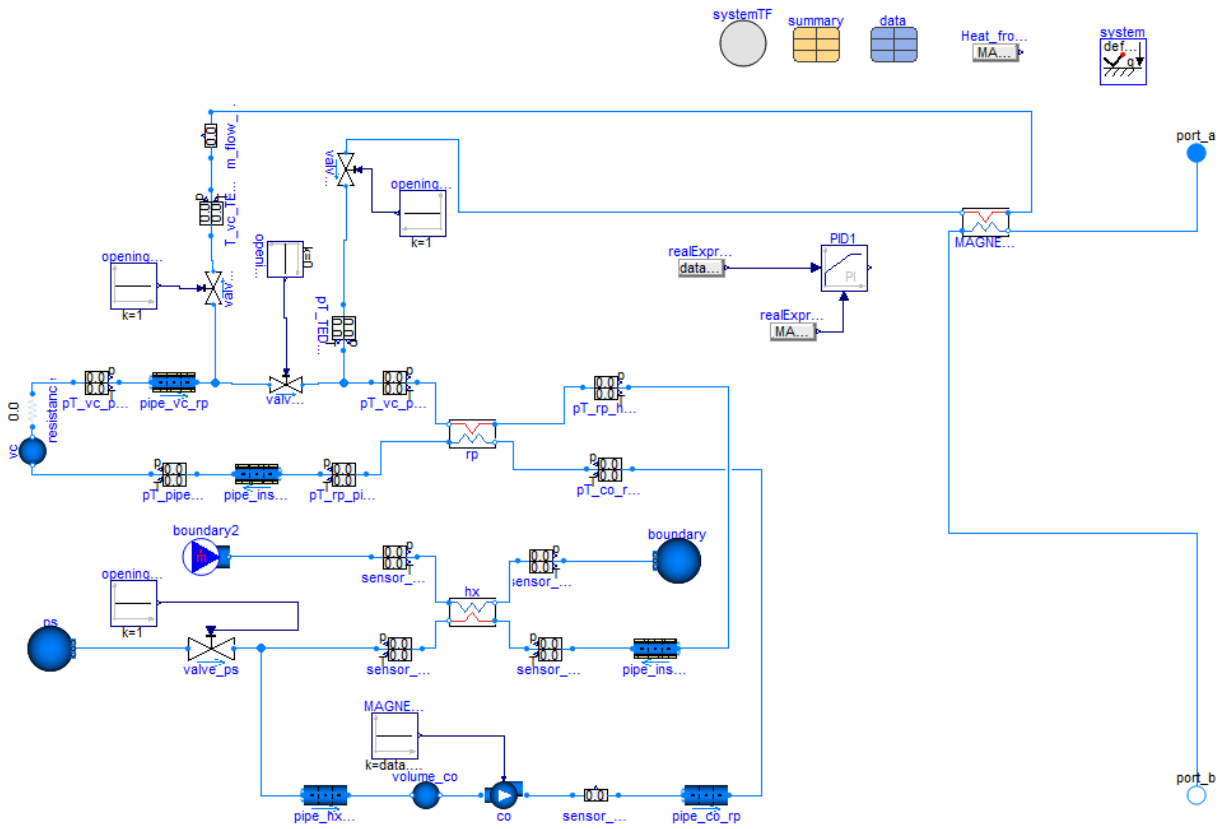 systemTF
summary
data
Heat_fro...
MA...
system
def...
g
port_a
m_flow_
valv...
opening...
k=1
T_vc_TE...
openi...
k=0
PID1
PI
realExpr...
data...
MAGNE...
opening...
k=1
valv...
pT_TED...
realExpr...
MA...
0.0
resistance
p
T
pT_vc_p...
pipe_vc_rp
valv...
p
T
pT_vc_p...
p
T
pT_rp_h...
vc
rp
p
T
pT_pipe...
pipe_ins...
p
T
pT_rp_pi...
p
T
pT_co_r...
boundary2
ṁ
p
T
sensor_...
p
T
sensor_...
boundary
opening...
k=1
hx
ps
valve_ps
p
T
sensor_...
p
T
sensor_...
pipe_ins...
MAGNE...
k=data....
pipe_hx...
volume_co
co
0.0
sensor_...
pipe_co_rp
port_b